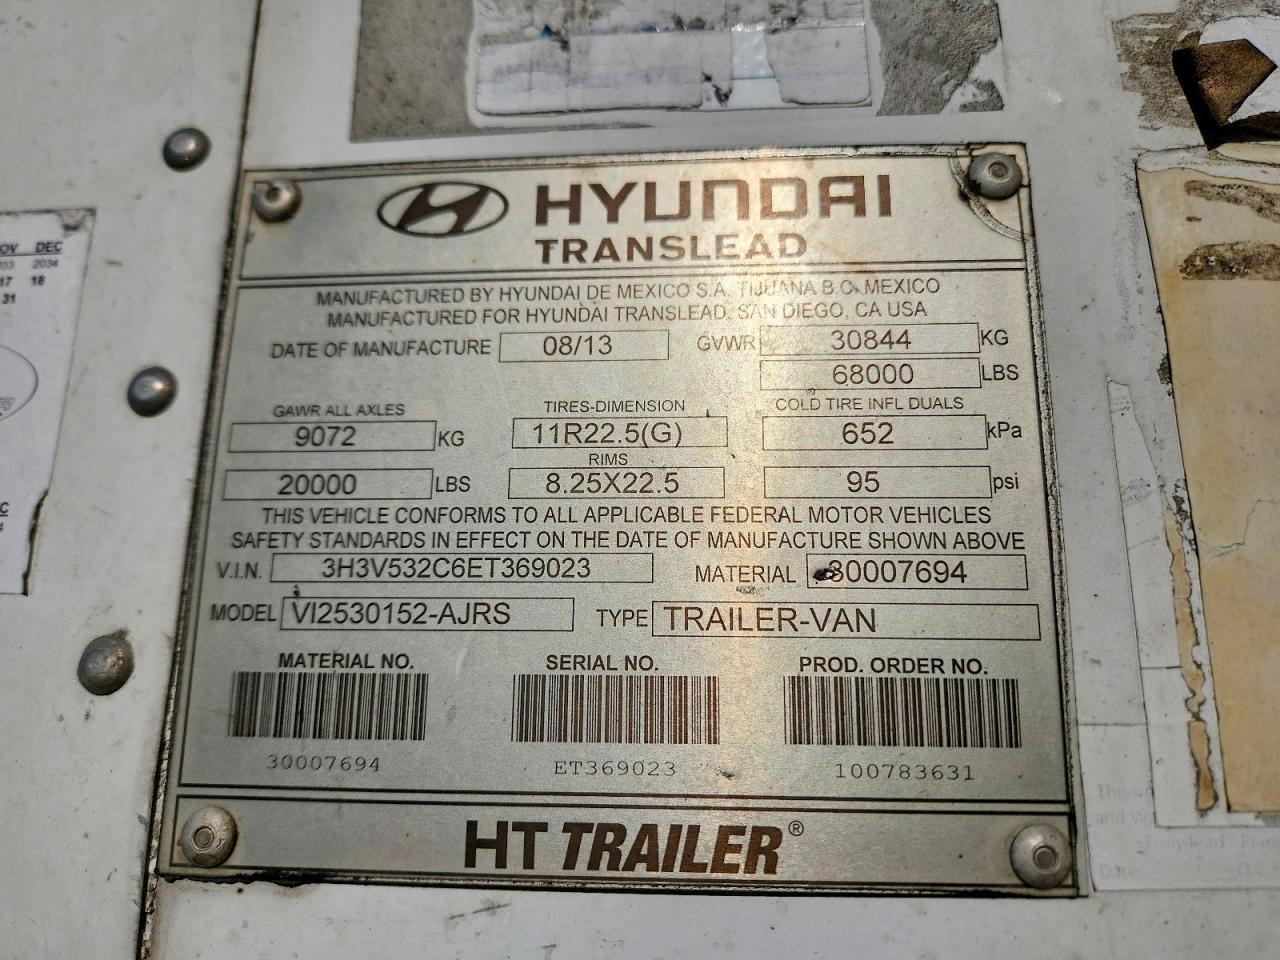 HYUNDAI
TRANSLEAD
MANUFACTURED BY HYUNDAI DE MEXICO S.A. TIJUANA B.C. MEXICO
MANUFACTURED FOR HYUNDAI TRANSLEAD, SAN DIEGO, CA USA
DATE OF MANUFACTURE 08/13 GVWR 30844 KG
68000 LBS
GAWR ALL AXLES TIRES-DIMENSION COLD TIRE INFL DUALS
9072 KG 11R22.5(G) 652 kPa
RIMS
20000 LBS 8.25X22.5 95 psi
THIS VEHICLE CONFORMS TO ALL APPLICABLE FEDERAL MOTOR VEHICLES
SAFETY STANDARDS IN EFFECT ON THE DATE OF MANUFACTURE SHOWN ABOVE
V.I.N. 3H3V532C6ET369023 MATERIAL 30007694
MODEL VI2530152-AJRS TYPE TRAILER-VAN
MATERIAL NO. SERIAL NO. PROD. ORDER NO.
30007694 ET369023 100783631
HT TRAILER®
DEC
2034
17 18
31
and
Translead
Date